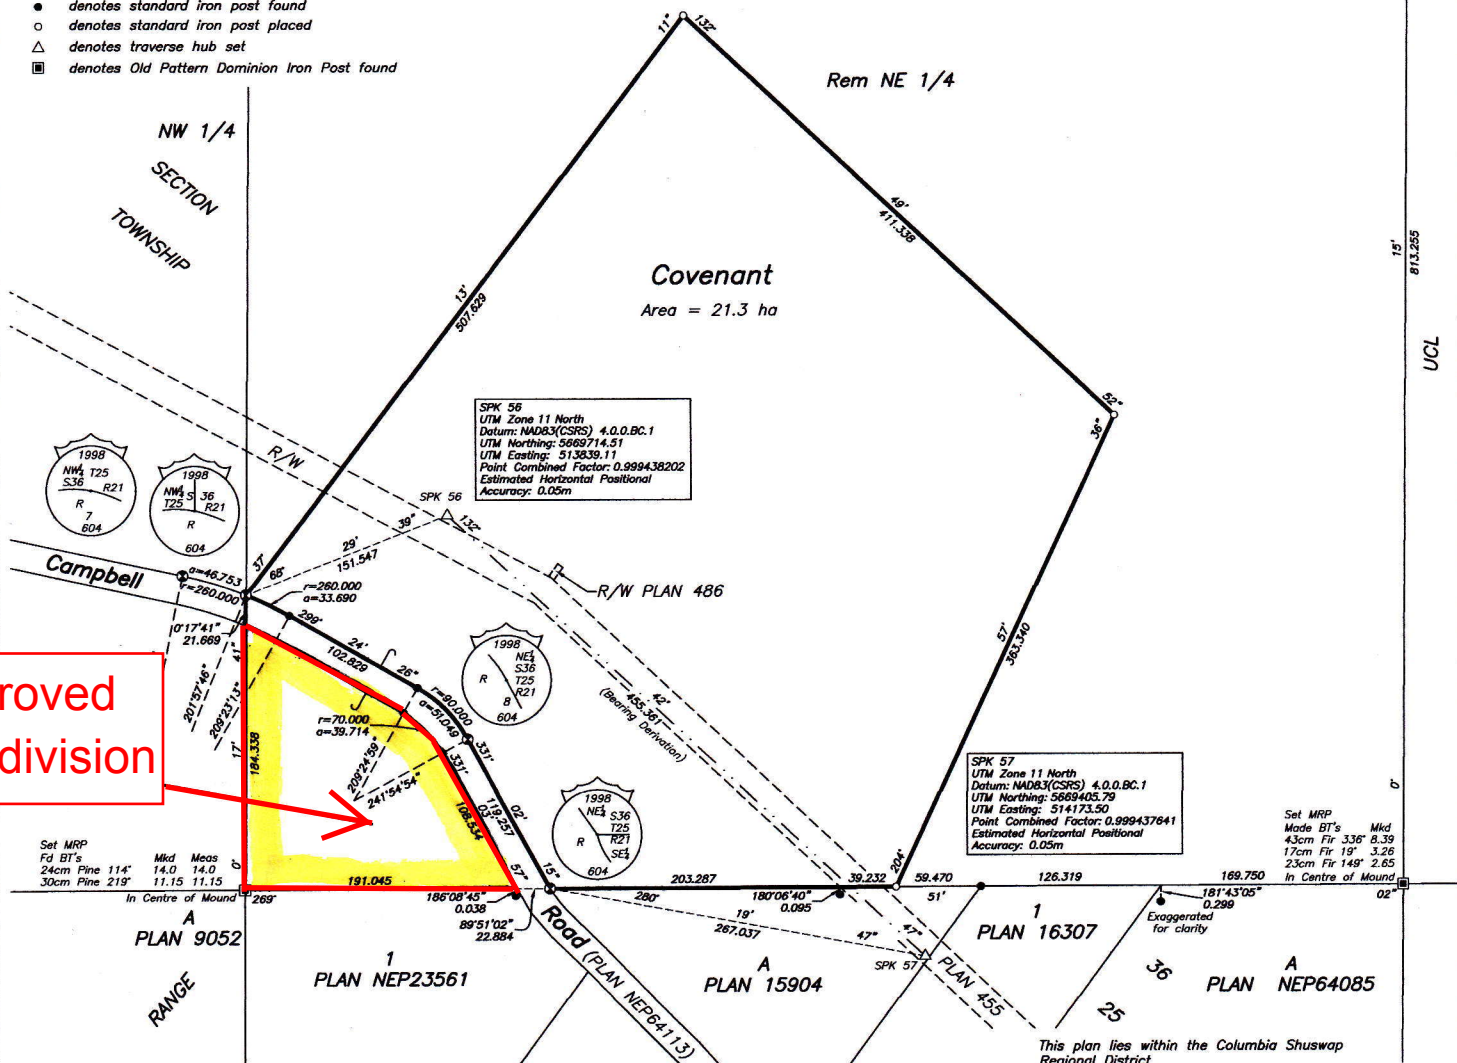 denotes standard iron post found
denotes standard iron post placed
denotes traverse hub set
denotes Old Pattern Dominion Iron Post found
NW 1/4
SECTION
TOWNSHIP
Rem NE 1/4
11"
132°
49'
411.338
52"
36"
15'
813.255
UCL
Covenant
Area = 21.3 ha
13'
507.629
SPK 56
UTM Zone 11 North
Datum: NAD83(CSRS) 4.0.0.BC.1
UTM Northing: 5669714.51
UTM Easting: 513839.11
Point Combined Factor: 0.999438202
Estimated Horizontal Positional
Accuracy: 0.05m
R/W
1998
NW¼ T25
S36 R21
R
7
604
1998
NW¼ S 36
T25 R21
R
604
SPK 56
132°
39"
29'
151.547
37'
68°
Campbell
a=46.753
r=260.000
r=260.000
a=33.690
R/W PLAN 486
0°17'41"
21.669
299°
24'
102.829
26"
41"
201°57'46"
209°23'13"
17'
184.338
roved
division
r=90.000
a=51.049
r=70.000
a=39.714
209°24'59"
241°54'54"
331°
331°
1998
NE¼
S36
T25
R21
R
8
604
42'
455.361
(Bearing Derivation)
57'
363.340
02'
119.257
03'
108.534
57"
15"
1998
NE¼ S36
T25
R21
R
SE¼
604
SPK 57
UTM Zone 11 North
Datum: NAD83(CSRS) 4.0.0.BC.1
UTM Northing: 5669405.79
UTM Easting: 514173.50
Point Combined Factor: 0.999437641
Estimated Horizontal Positional
Accuracy: 0.05m
0'
Set MRP
Made BT's Mkd
43cm Fir 336° 8.39
17cm Fir 19° 3.26
23cm Fir 149° 2.65
In Centre of Mound
02"
Set MRP
Fd BT's Mkd Meas
24cm Pine 114° 14.0 14.0
30cm Pine 219° 11.15 11.15
In Centre of Mound
0'
269°
191.045
186°08'45"
0.038
89°51'02"
22.884
203.287
280°
180°06'40"
0.095
39.232
204°
59.470
51'
126.319
169.750
181°43'05"
0.299
Exaggerated
for clarity
19'
267.037
47"
47"
SPK 57
A
PLAN 9052
RANGE
1
PLAN NEP23561
Road (PLAN NEP64113)
A
PLAN 15904
PLAN 455
1
PLAN 16307
36
25
A
PLAN NEP64085
This plan lies within the Columbia Shuswap
Regional District